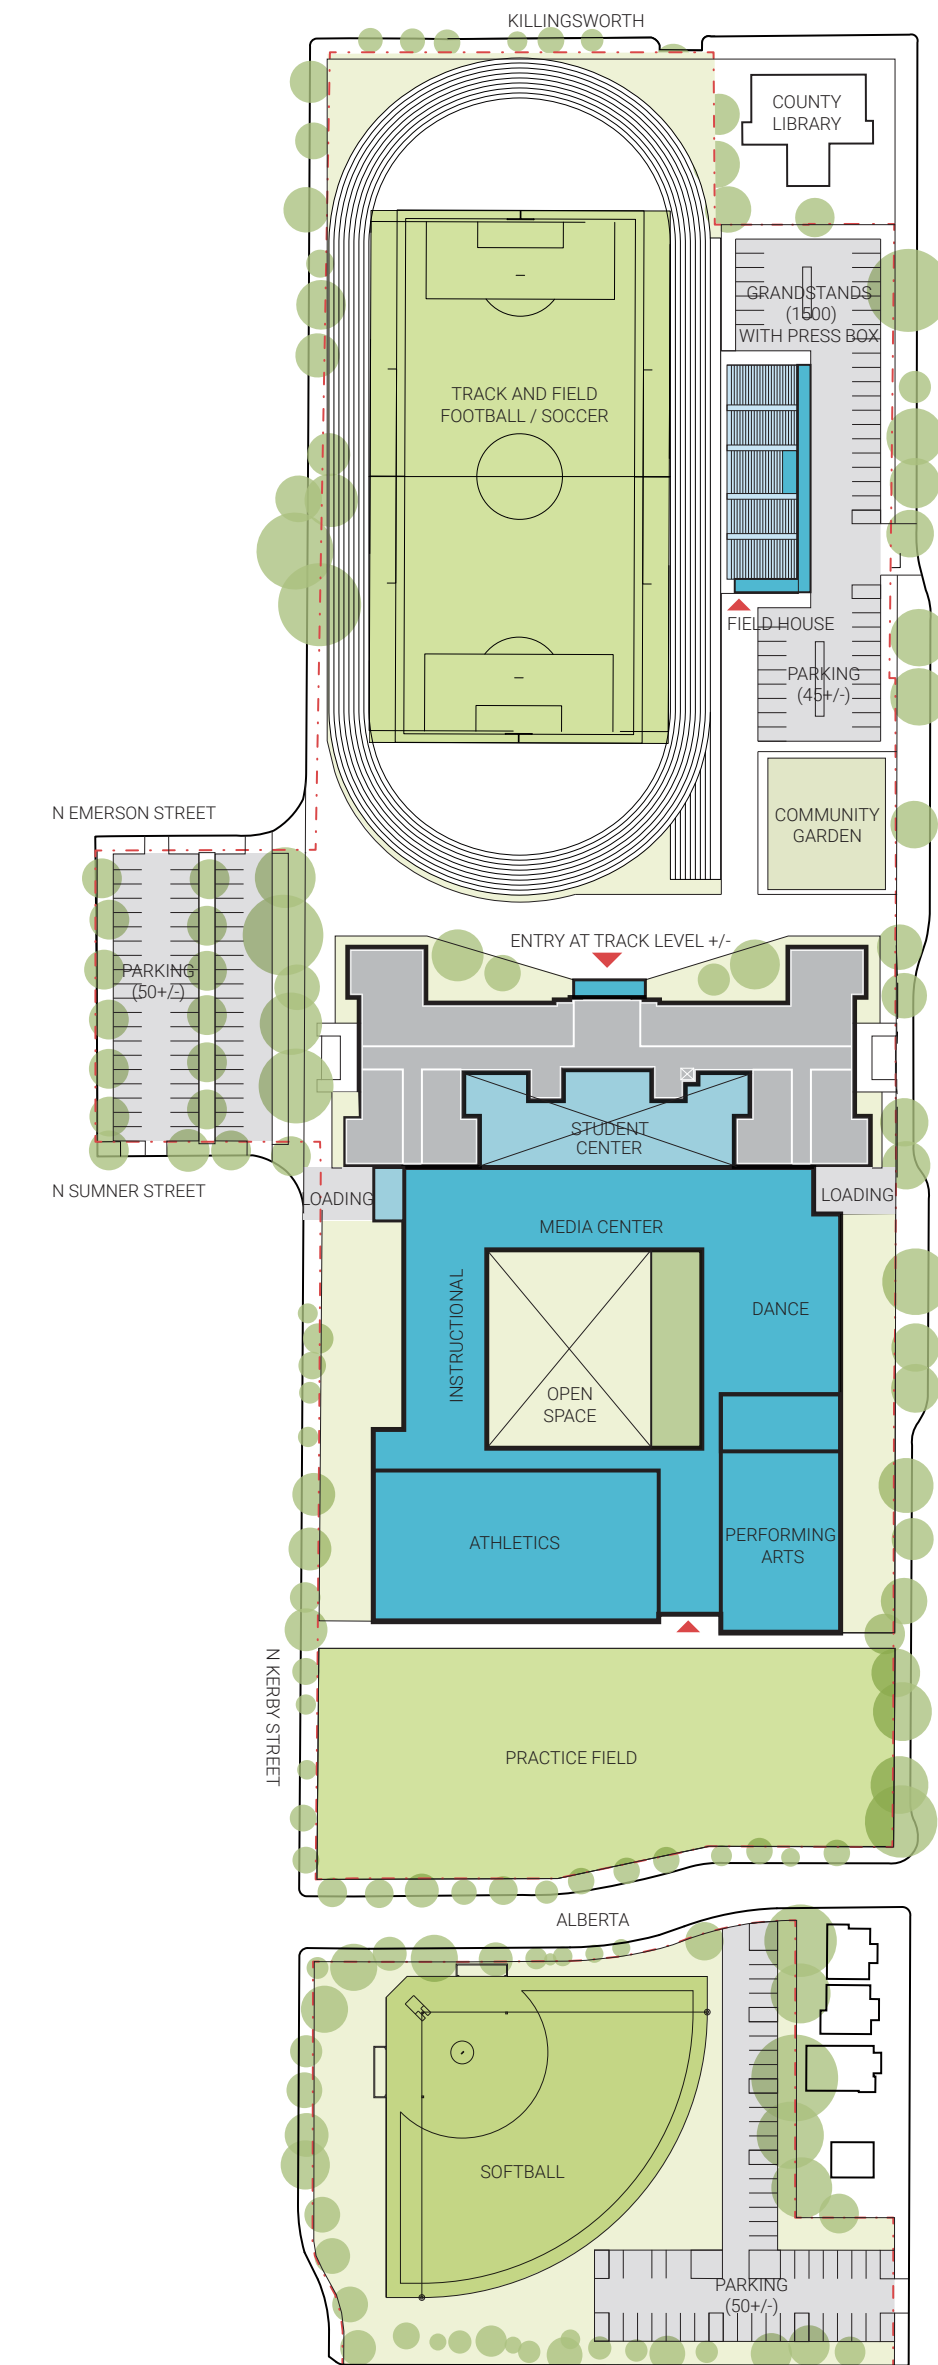 KILLINGSWORTH
COUNTY
LIBRARY
GRANDSTANDS
(1500)
WITH PRESS BOX
TRACK AND FIELD
FOOTBALL / SOCCER
FIELD HOUSE
PARKING
(45+/-)
N EMERSON STREET
COMMUNITY
GARDEN
ENTRY AT TRACK LEVEL +/-
PARKING
(50+/-)
STUDENT
CENTER
N SUMNER STREET
LOADING
LOADING
MEDIA CENTER
INSTRUCTIONAL
DANCE
OPEN
SPACE
ATHLETICS
PERFORMING
ARTS
N KERBY STREET
PRACTICE FIELD
ALBERTA
SOFTBALL
PARKING
(50+/-)